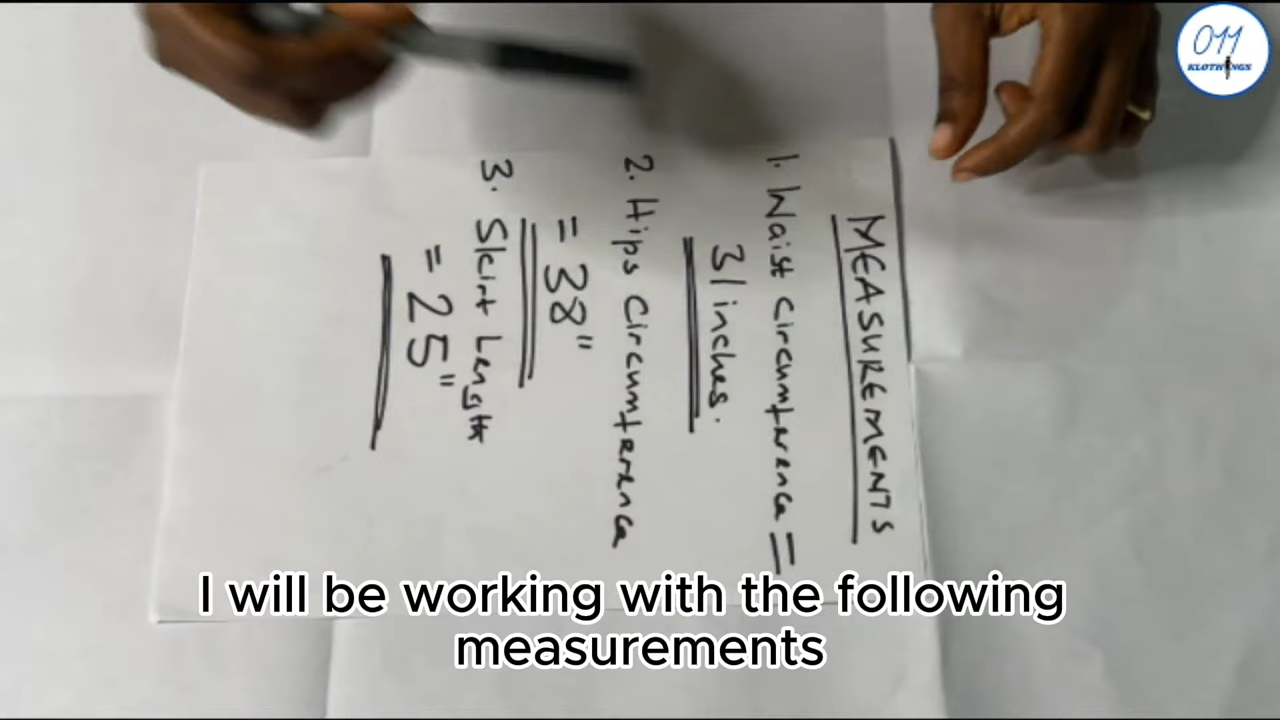 MEASUREMENTS
1. Waist Circumference =
31 inches.
2. Hips Circumference
= 38"
3. Skirt Length
= 25"
011
KLOTHINGS
I will be working with the following
measurements